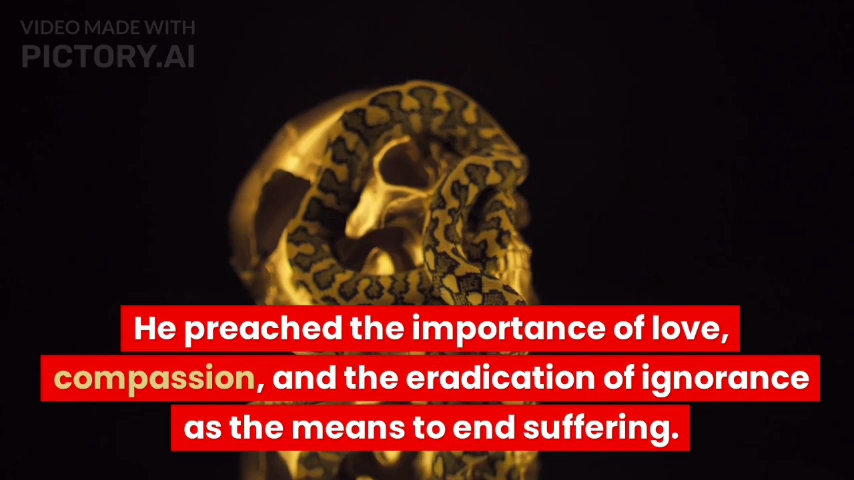 VIDEO MADE WITH
PICTORY.AI
He preached the importance of love,
compassion, and the eradication of ignorance
as the means to end suffering.